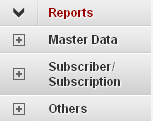 Reports
Master Data
Subscriber/
Subscription
Others